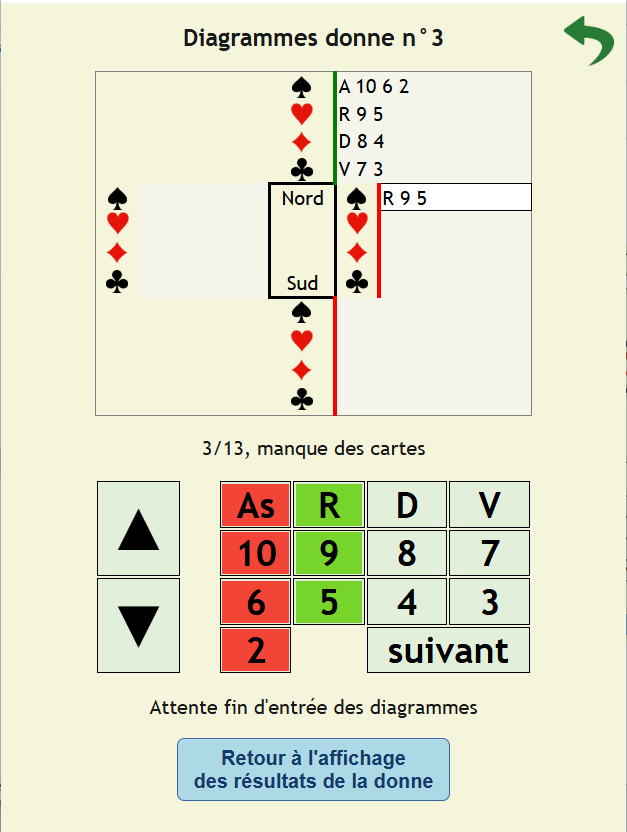 Diagrammes donne n°3
♠ A 10 6 2
♥ R 9 5
♦ D 8 4
♣ V 7 3
♠ Nord ♠ R 9 5
♥ ♥
♦ ♦
♣ Sud ♣
♠
♥
♦
♣
3/13, manque des cartes
▲ As R D V
10 9 8 7
▼ 6 5 4 3
2 suivant
Attente fin d'entrée des diagrammes
Retour à l'affichage
des résultats de la donne